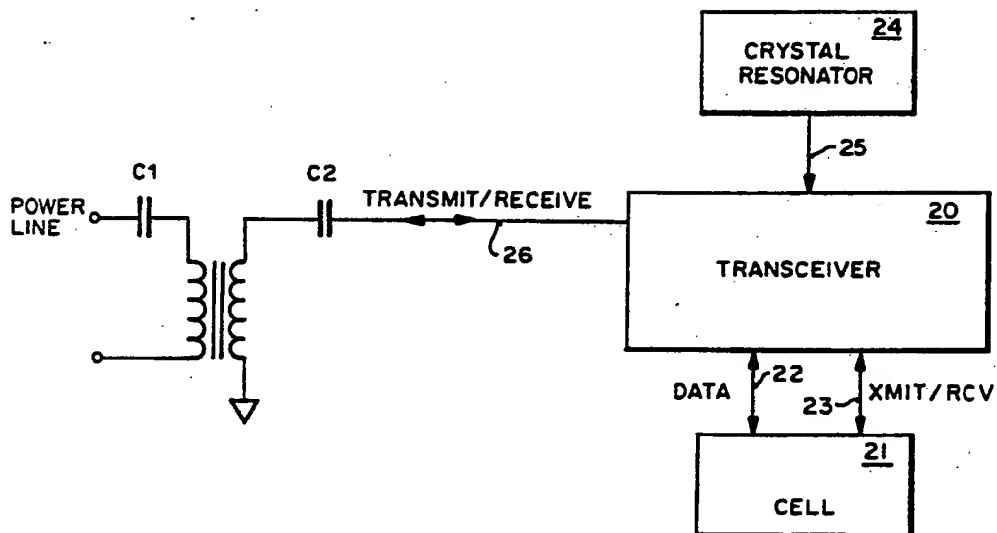 24
CRYSTAL
RESONATOR
25
C1
C2
POWER
LINE
TRANSMIT/RECEIVE
26
20
TRANSCEIVER
DATA
22
23
XMIT/RCV
21
CELL